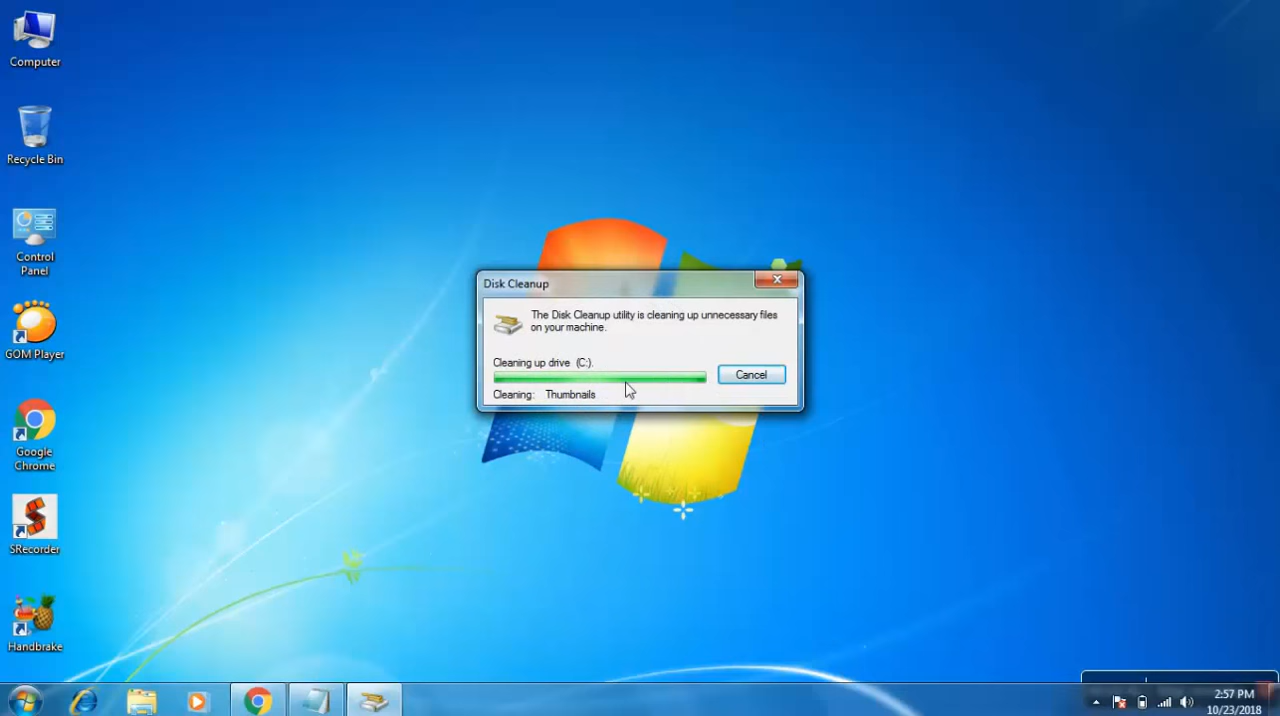 Computer
Recycle Bin
Control
Panel
GOM Player
Google
Chrome
SRecorder
Handbrake
Disk Cleanup
The Disk Cleanup utility is cleaning up unnecessary files
on your machine.
Cleaning up drive (C:).
Cancel
Cleaning: Thumbnails
2:57 PM
10/23/2018